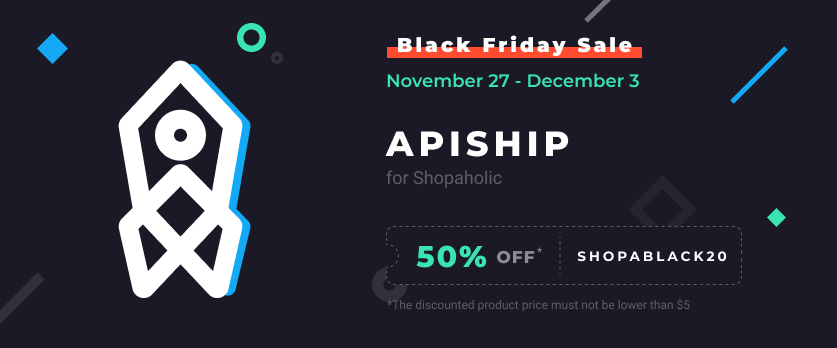 Black Friday Sale
November 27 - December 3
APISHIP
for Shopaholic
50% OFF* SHOPABLACK20
*The discounted product price must not be lower than $5